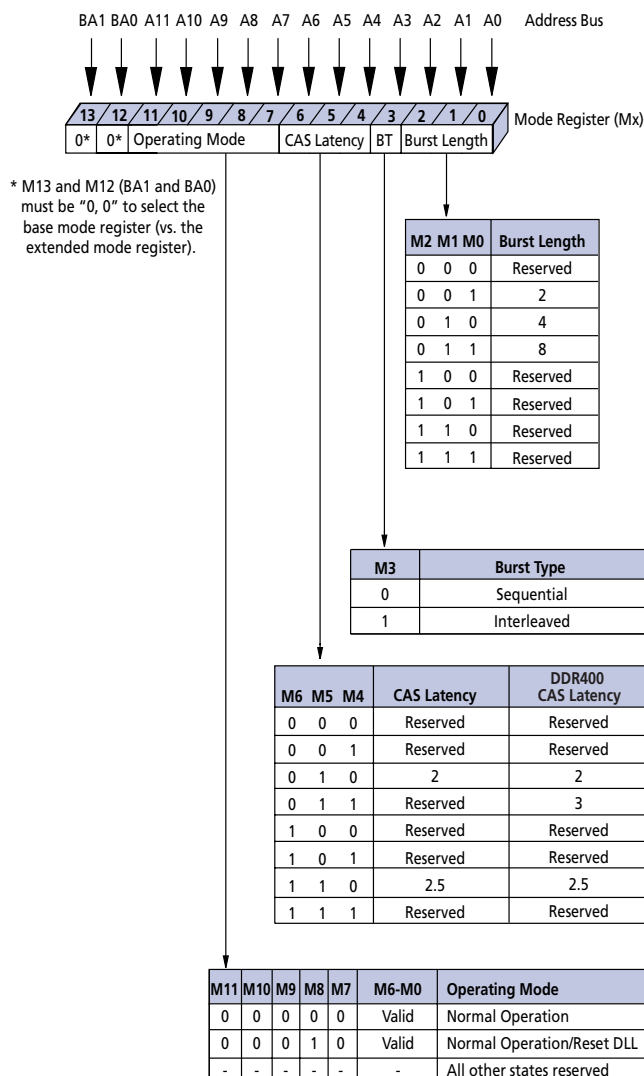 BA1 BA0 A11 A10 A9 A8 A7 A6 A5 A4 A3 A2 A1 A0 Address Bus
13 12 11 10 9 8 7 6 5 4 3 2 1 0 Mode Register (Mx)
0* 0* Operating Mode CAS Latency BT Burst Length
* M13 and M12 (BA1 and BA0)
must be “0, 0” to select the
base mode register (vs. the
extended mode register).
M2 M1 M0 Burst Length
0 0 0 Reserved
0 0 1 2
0 1 0 4
0 1 1 8
1 0 0 Reserved
1 0 1 Reserved
1 1 0 Reserved
1 1 1 Reserved
M3 Burst Type
0 Sequential
1 Interleaved
DDR400
M6 M5 M4 CAS Latency CAS Latency
0 0 0 Reserved Reserved
0 0 1 Reserved Reserved
0 1 0 2 2
0 1 1 Reserved 3
1 0 0 Reserved Reserved
1 0 1 Reserved Reserved
1 1 0 2.5 2.5
1 1 1 Reserved Reserved
M11 M10 M9 M8 M7 M6-M0 Operating Mode
0 0 0 0 0 Valid Normal Operation
0 0 0 1 0 Valid Normal Operation/Reset DLL
- - - - - - All other states reserved